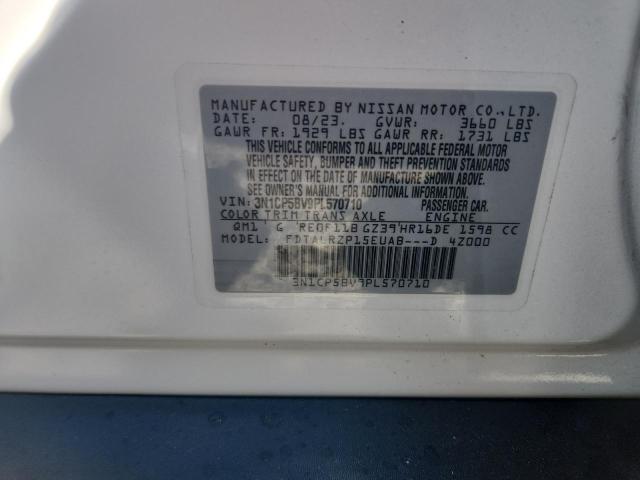 MANUFACTURED BY NISSAN MOTOR CO.,LTD.
DATE: 08/23. GVWR: 3660 LBS
GAWR FR: 1929 LBS GAWR RR: 1731 LBS
THIS VEHICLE CONFORMS TO ALL APPLICABLE FEDERAL MOTOR
VEHICLE SAFETY, BUMPER AND THEFT PREVENTION STANDARDS
IN EFFECT ON THE DATE OF MANUFACTURE SHOWN ABOVE.
SEE OWNER'S MANUAL FOR ADDITIONAL INFORMATION.
VIN: 3N1CP5BV9PL570710 PASSENGER CAR.
COLOR TRIM TRANS AXLE ENGINE
QM1 G RE0F11B GZ39 HR16DE 1598 CC
MODEL: FDTALRZP15EUAB---D 4Z000
3N1CP5BV9PL570710